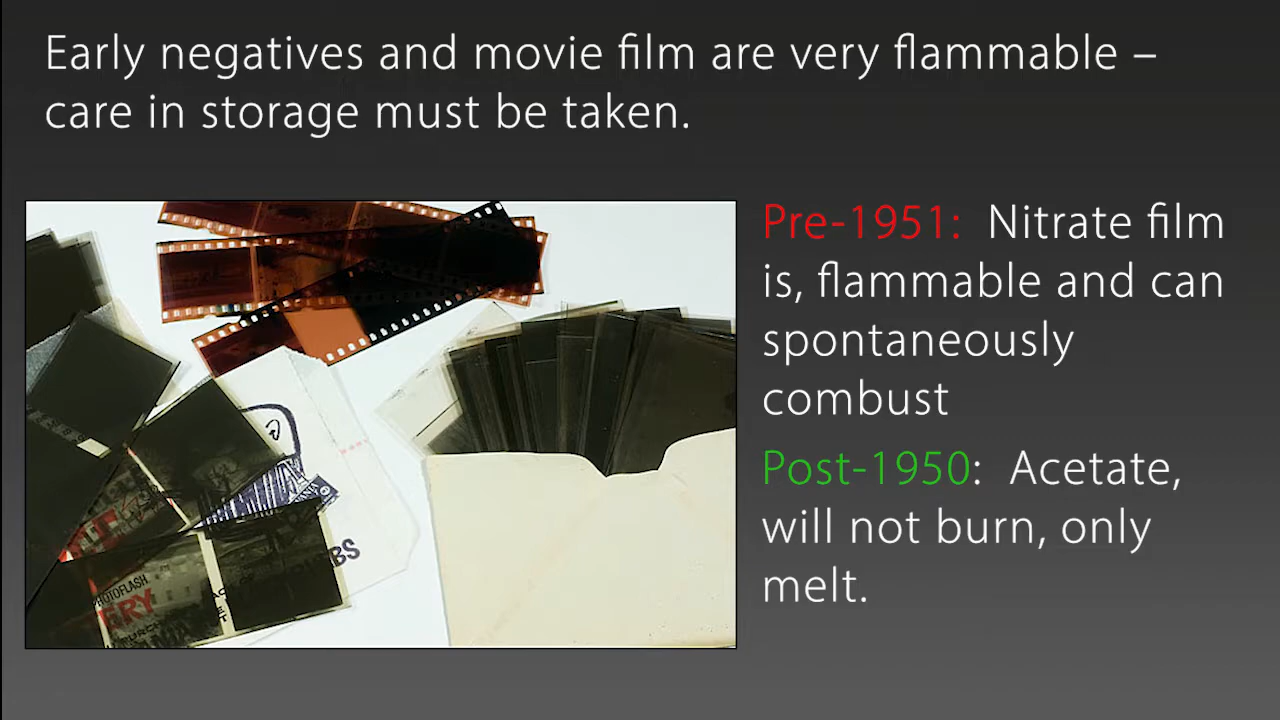 Early negatives and movie film are very flammable –
care in storage must be taken.
Pre-1951: Nitrate film
is, flammable and can
spontaneously
combust
Post-1950: Acetate,
will not burn, only
melt.
PHOTOFLASH